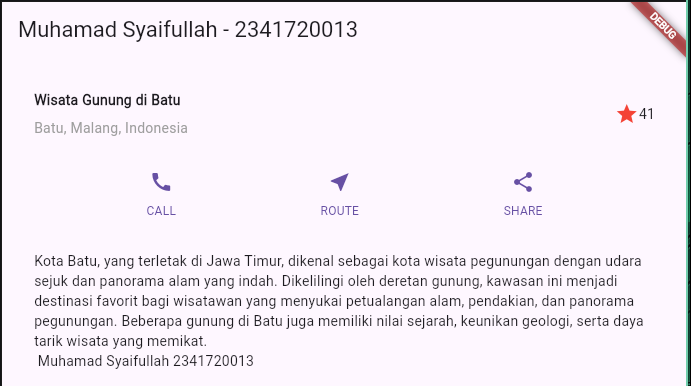 Muhamad Syaifullah - 2341720013
DEBUG
Wisata Gunung di Batu
Batu, Malang, Indonesia
41
CALL
ROUTE
SHARE
Kota Batu, yang terletak di Jawa Timur, dikenal sebagai kota wisata pegunungan dengan udara
sejuk dan panorama alam yang indah. Dikelilingi oleh deretan gunung, kawasan ini menjadi
destinasi favorit bagi wisatawan yang menyukai petualangan alam, pendakian, dan panorama
pegunungan. Beberapa gunung di Batu juga memiliki nilai sejarah, keunikan geologi, serta daya
tarik wisata yang memikat.
Muhamad Syaifullah 2341720013